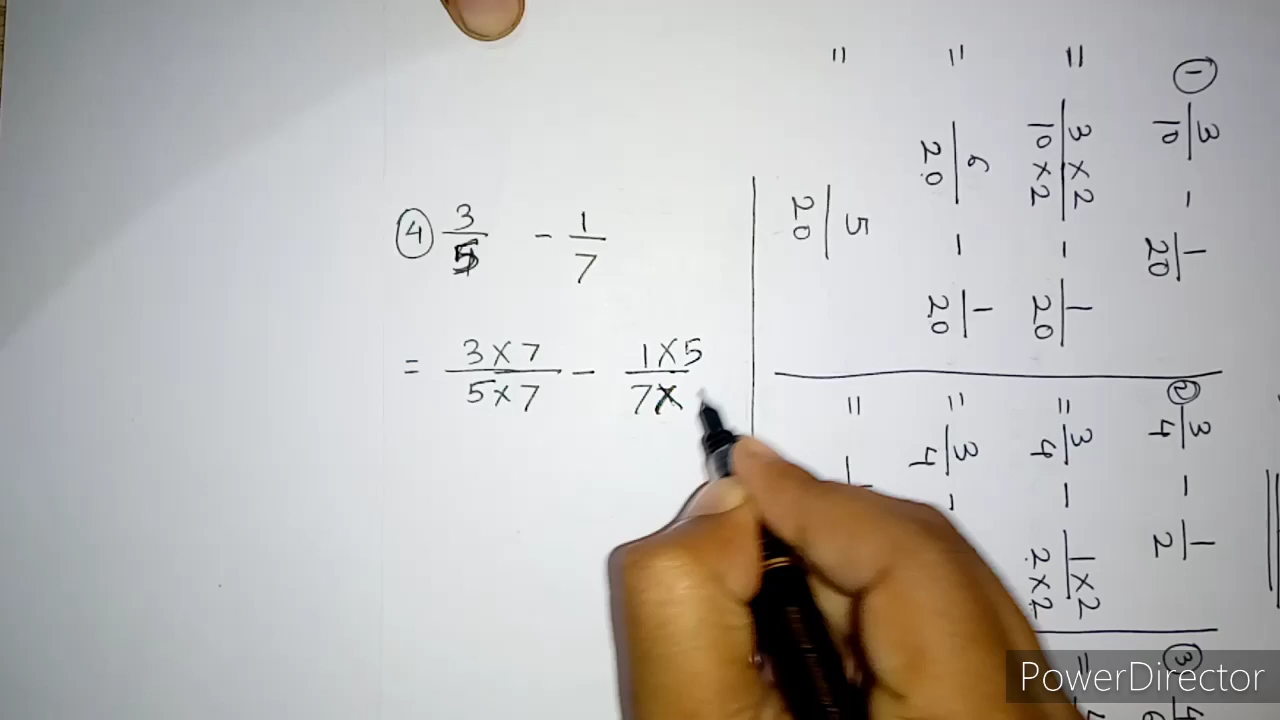 ① 3/10 - 1/20
= 3 × 2/10 × 2 - 1/20
= 6/20 - 1/20
= 5/20
② 3/4 - 1/2
= 3/4 - 1 × 2/2 × 2
= 3/4 -
=
③ 4
=
④ 3/5 - 1/7
= 3 × 7/5 × 7 - 1 × 5/7 ×
PowerDirector